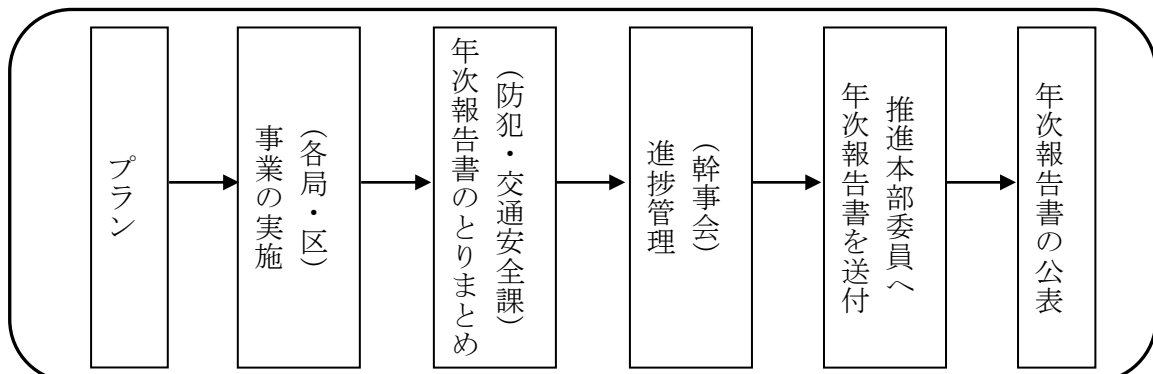 プラン
（各局・区）
事業の実施
（防犯・交通安全課）
年次報告書のとりまとめ
（幹事会）
進捗管理
推進本部委員へ
年次報告書を送付
年次報告書の公表